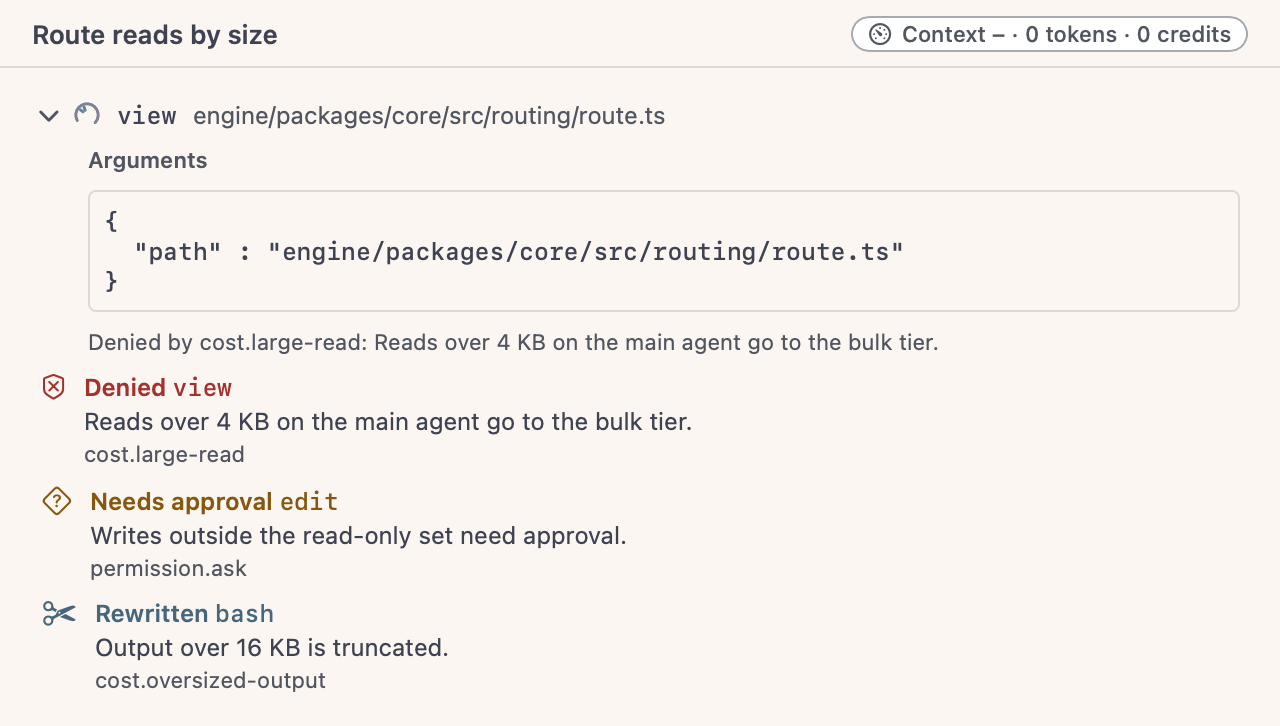 Route reads by size
Context – · 0 tokens · 0 credits
view engine/packages/core/src/routing/route.ts
Arguments
{
"path" : "engine/packages/core/src/routing/route.ts"
}
Denied by cost.large-read: Reads over 4 KB on the main agent go to the bulk tier.
Denied view
Reads over 4 KB on the main agent go to the bulk tier.
cost.large-read
Needs approval edit
Writes outside the read-only set need approval.
permission.ask
Rewritten bash
Output over 16 KB is truncated.
cost.oversized-output